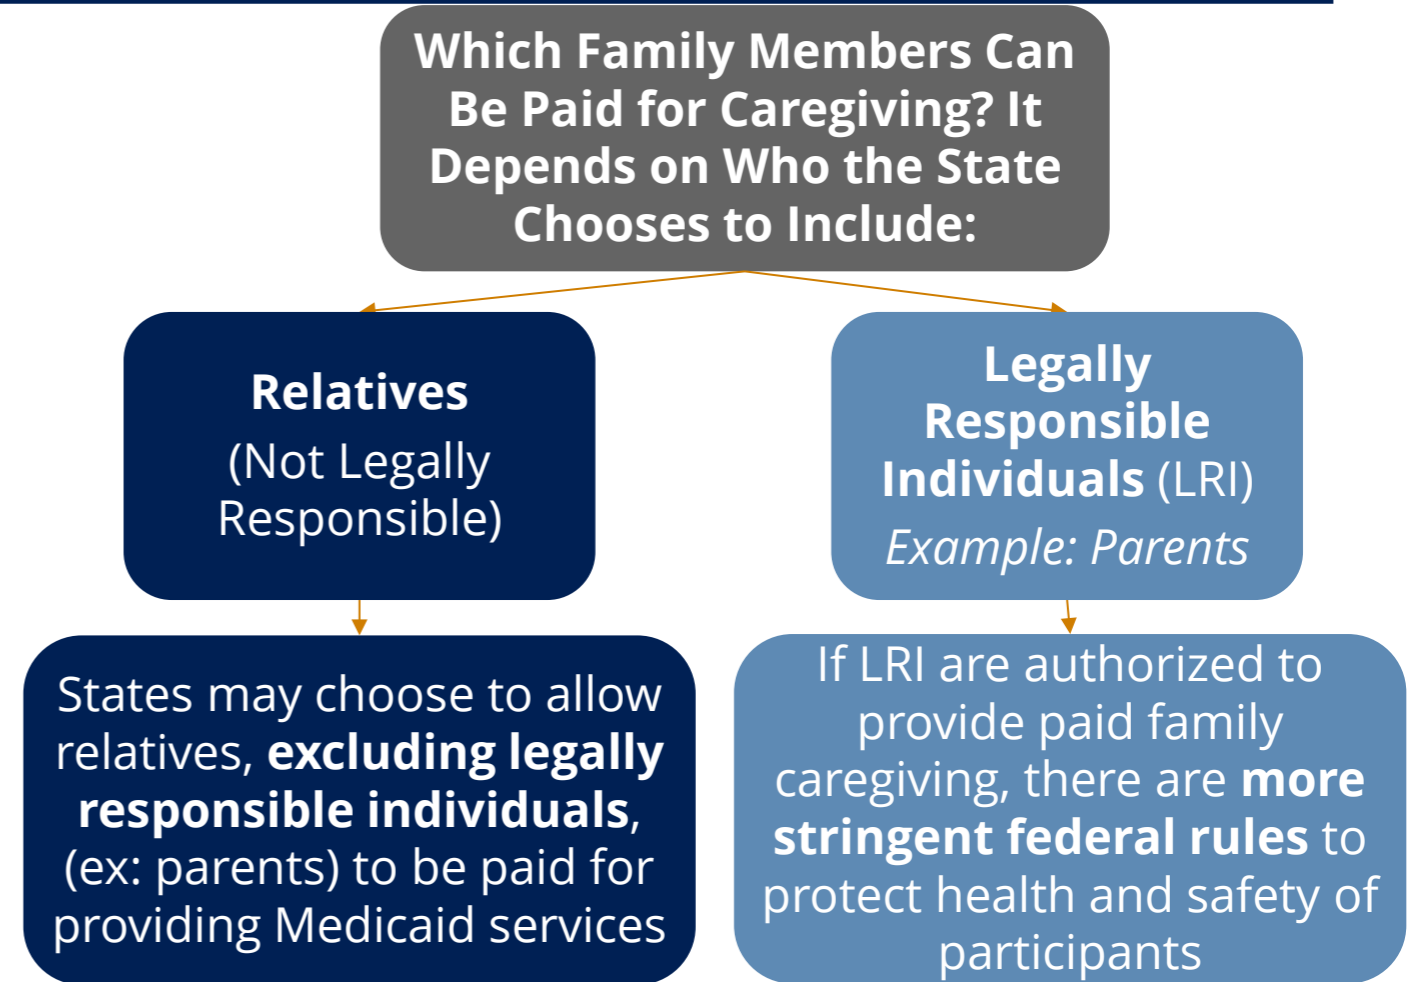 Which Family Members Can
Be Paid for Caregiving? It
Depends on Who the State
Chooses to Include:
Relatives
(Not Legally
Responsible)
Legally
Responsible
Individuals (LRI)
Example: Parents
States may choose to allow
relatives, excluding legally
responsible individuals,
(ex: parents) to be paid for
providing Medicaid services
If LRI are authorized to
provide paid family
caregiving, there are more
stringent federal rules to
protect health and safety of
participants